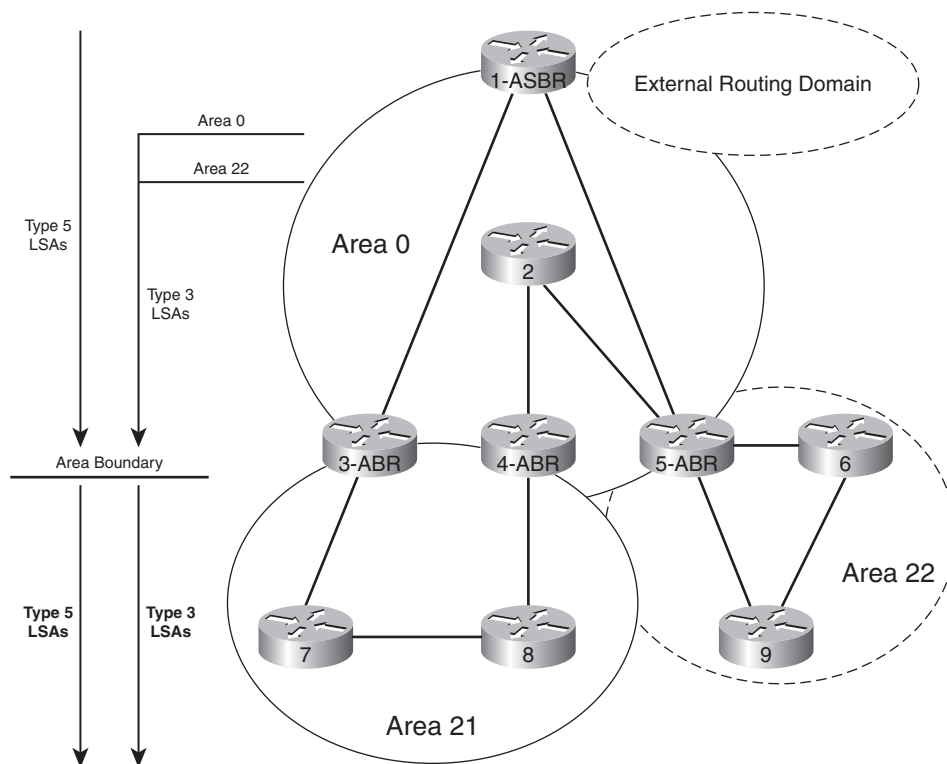 1-ASBR
External Routing Domain
Area 0
Area 22
Type 5
LSAs
Area 0
2
Type 3
LSAs
3-ABR
4-ABR
5-ABR
6
Area Boundary
Area 22
Type 5
LSAs
Type 3
LSAs
7
8
9
Area 21